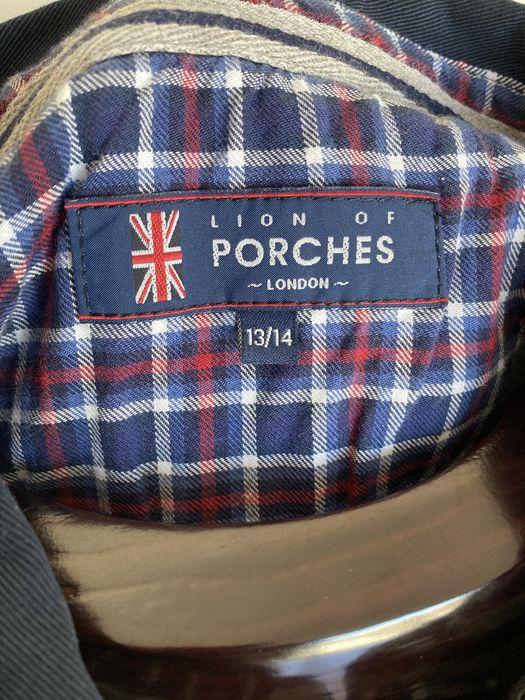 LION OF
PORCHES
~ LONDON ~
13/14